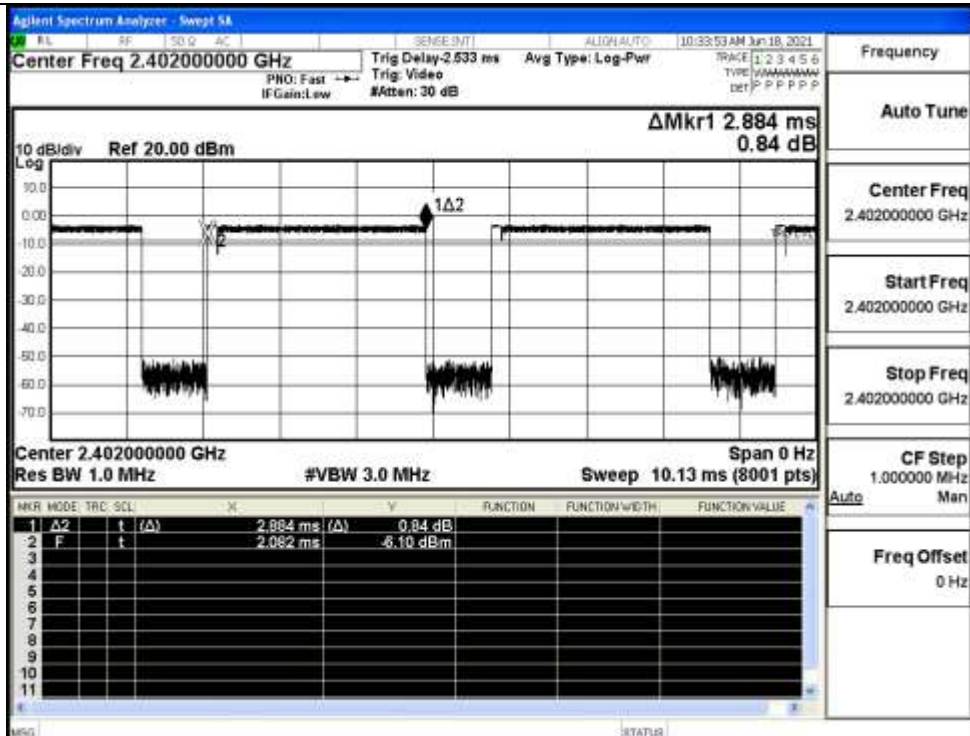 Agilent Spectrum Analyzer - Swept SA
RL RF 50 Ω AC SENSE:INT ALIGN AUTO 10:33:53 AM Jun 18, 2021
Center Freq 2.402000000 GHz
Trig Delay-2.533 ms Avg Type: Log-Pwr
TRACE 1 2 3 4 5 6
PNO: Fast Trig: Video
TYPE
IFGain:Low #Atten: 30 dB
DET P P P P P P
ΔMkr1 2.884 ms
0.84 dB
10 dB/div Ref 20.00 dBm
Log
10.0
0.00
-10.0
-20.0
-30.0
-40.0
-50.0
-60.0
-70.0
1Δ2
2
Center 2.402000000 GHz Span 0 Hz
Res BW 1.0 MHz #VBW 3.0 MHz Sweep 10.13 ms (8001 pts)
MKR MODE TRC SCL X Y FUNCTION FUNCTION WIDTH FUNCTION VALUE
1 Δ2 t (Δ) 2.884 ms (Δ) 0.84 dB
2 F t 2.082 ms -6.10 dBm
3
4
5
6
7
8
9
10
11
MSG STATUS
Frequency
Auto Tune
Center Freq
2.402000000 GHz
Start Freq
2.402000000 GHz
Stop Freq
2.402000000 GHz
CF Step
1.000000 MHz
Auto Man
Freq Offset
0 Hz